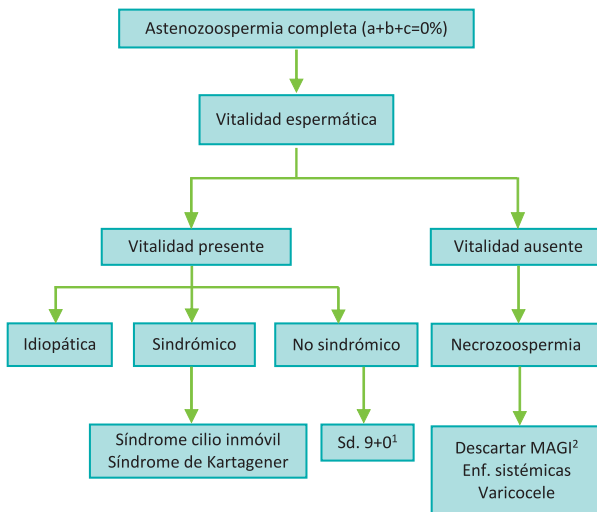 Astenozoospermia completa (a+b+c=0%)
Vitalidad espermática
Vitalidad presente
Vitalidad ausente
Idiopática
Sindrómico
No sindrómico
Necrozoospermia
Síndrome cilio inmóvil
Síndrome de Kartagener
Sd. 9+0¹
Descartar MAGI²
Enf. sistémicas
Varicocele